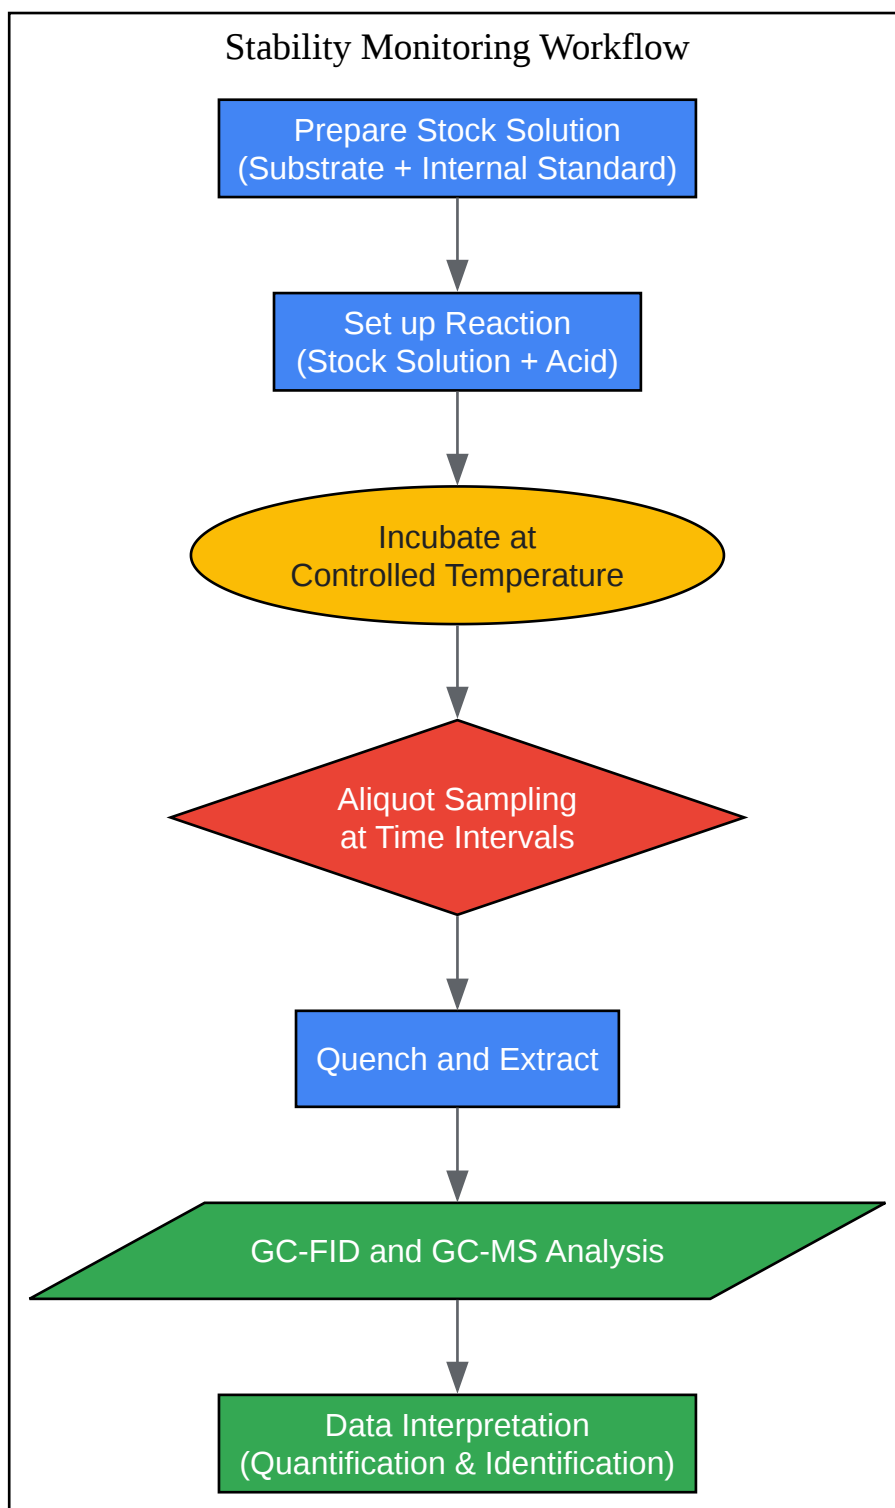 Stability Monitoring Workflow
Prepare Stock Solution
(Substrate + Internal Standard)
Set up Reaction
(Stock Solution + Acid)
Incubate at
Controlled Temperature
Aliquot Sampling
at Time Intervals
Quench and Extract
GC-FID and GC-MS Analysis
Data Interpretation
(Quantification & Identification)